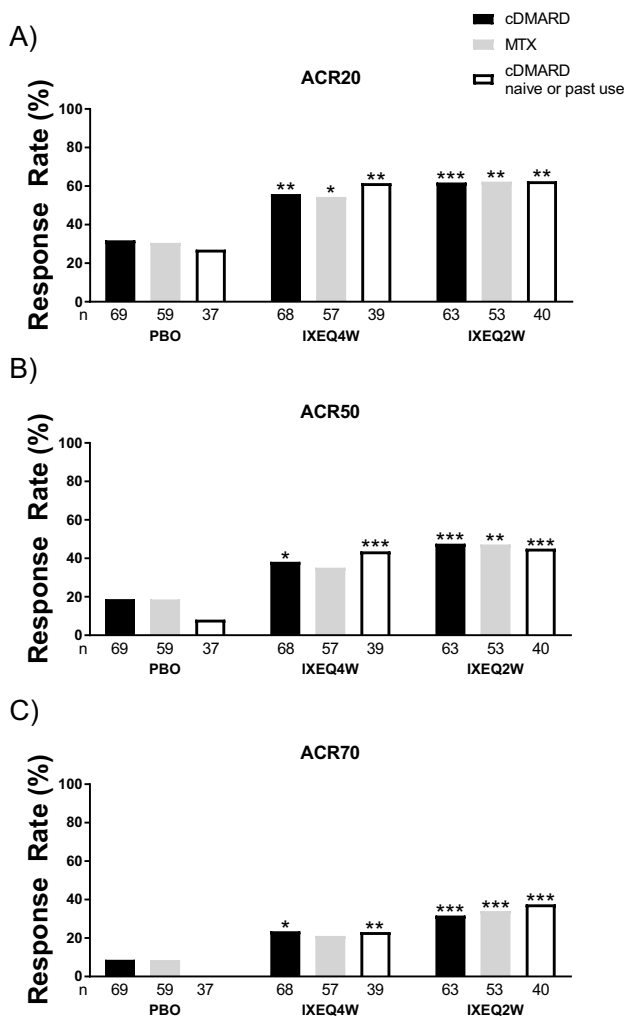 cDMARD
MTX
cDMARD
naive or past use
A)
ACR20
Response Rate (%)
100
80
60
40
20
0
** * ** *** ** **
n 69 59 37 68 57 39 63 53 40
PBO IXEQ4W IXEQ2W
B)
ACR50
Response Rate (%)
100
80
60
40
20
0
* *** *** ** ***
n 69 59 37 68 57 39 63 53 40
PBO IXEQ4W IXEQ2W
C)
ACR70
Response Rate (%)
100
80
60
40
20
0
* ** *** *** ***
n 69 59 37 68 57 39 63 53 40
PBO IXEQ4W IXEQ2W